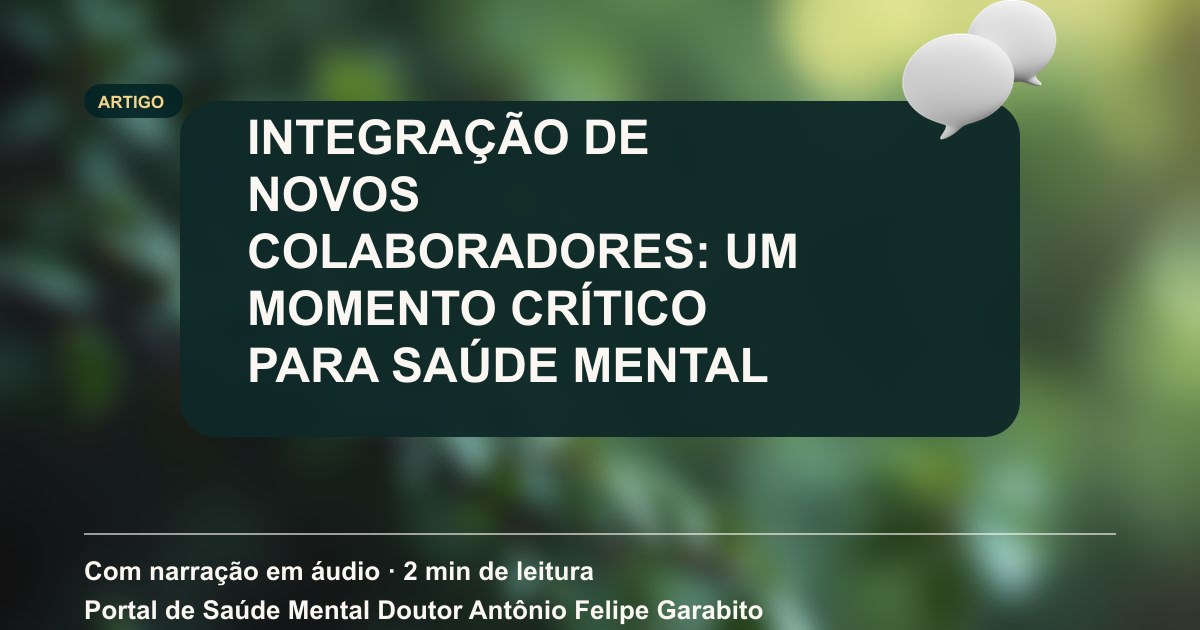 ARTIGO
INTEGRAÇÃO DE
NOVOS
COLABORADORES: UM
MOMENTO CRÍTICO
PARA SAÚDE MENTAL
Com narração em áudio · 2 min de leitura
Portal de Saúde Mental Doutor Antônio Felipe Garabito